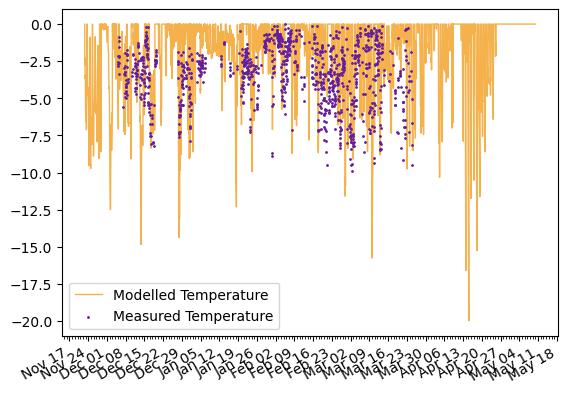 0.0
−2.5
−5.0
−7.5
−10.0
−12.5
−15.0
−17.5
−20.0
Modelled Temperature
Measured Temperature
Nov 17
Nov 24
Dec 01
Dec 08
Dec 15
Dec 22
Dec 29
Jan 05
Jan 12
Jan 19
Jan 26
Feb 02
Feb 09
Feb 16
Feb 23
Mar 02
Mar 09
Mar 16
Mar 23
Mar 30
Apr 06
Apr 13
Apr 20
Apr 27
May 04
May 11
May 18